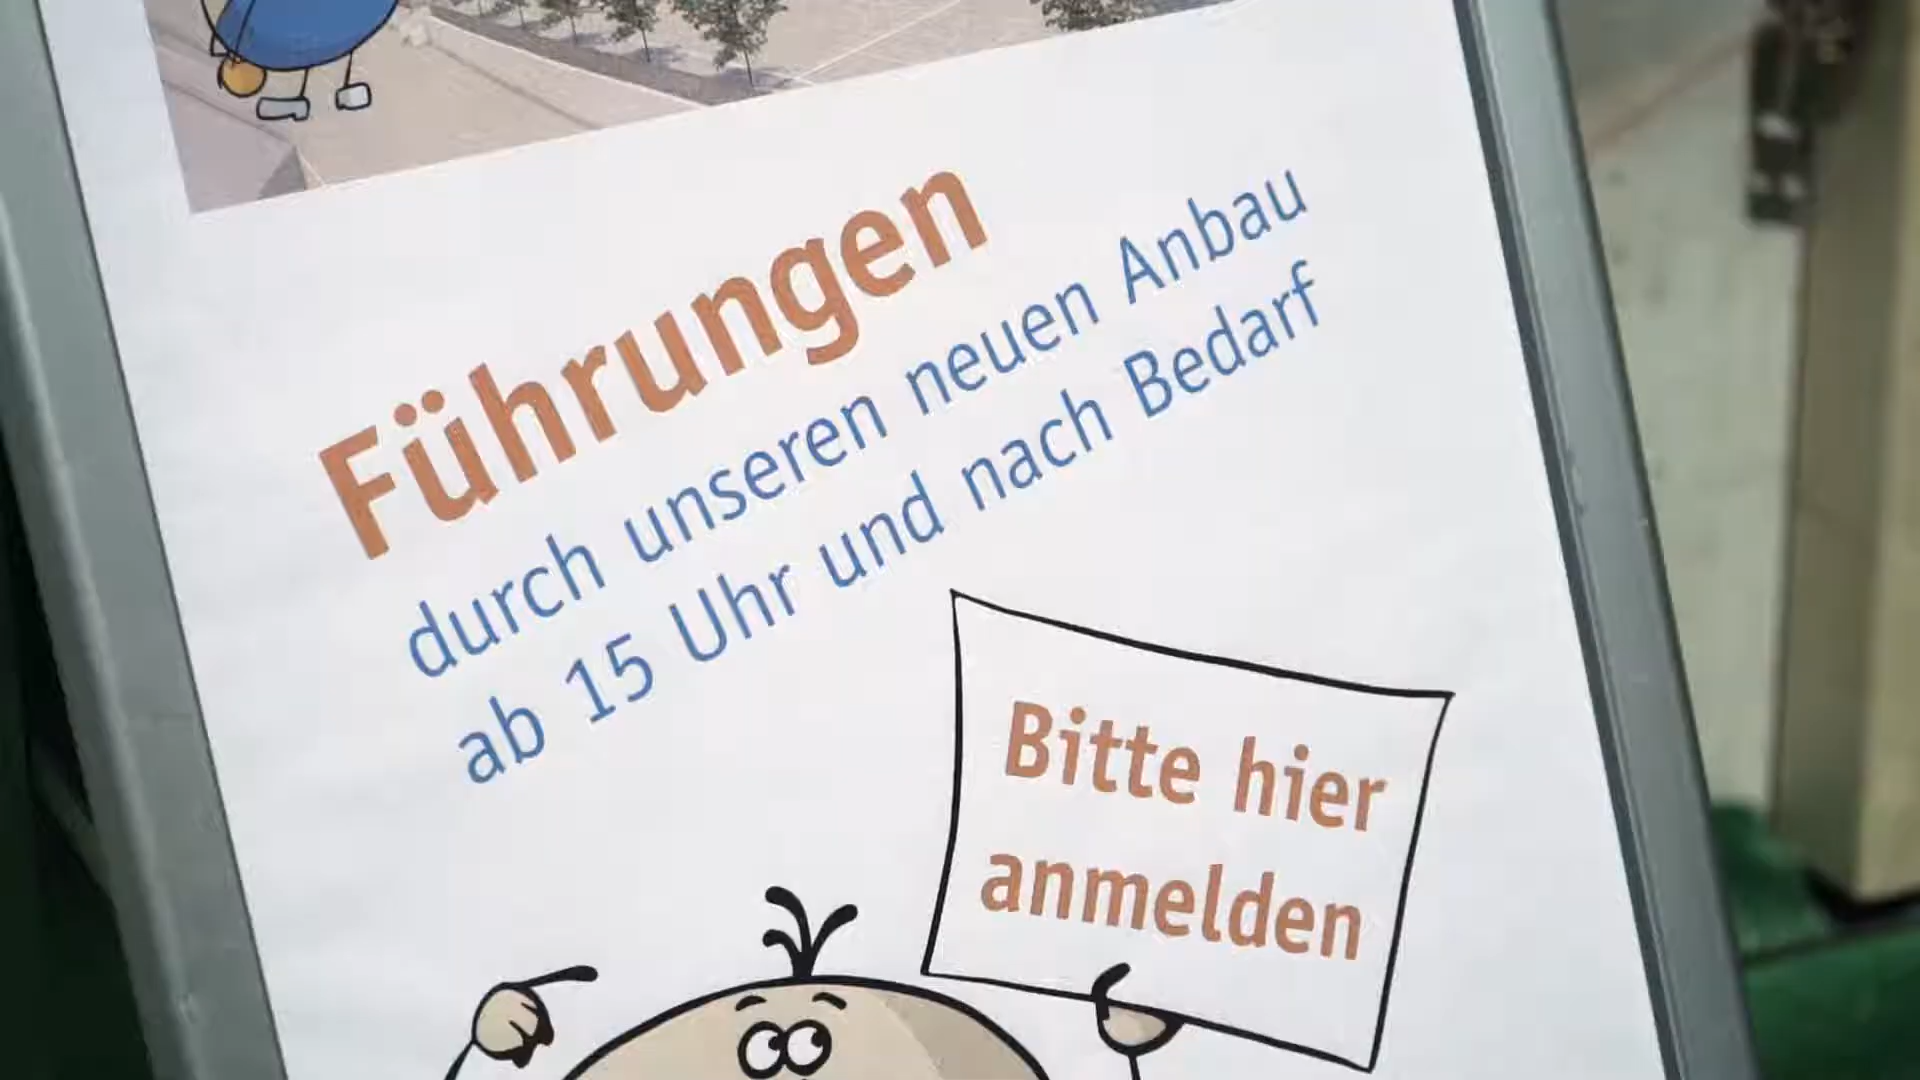 Führungen
durch unseren neuen Anbau
ab 15 Uhr und nach Bedarf
Bitte hier
anmelden